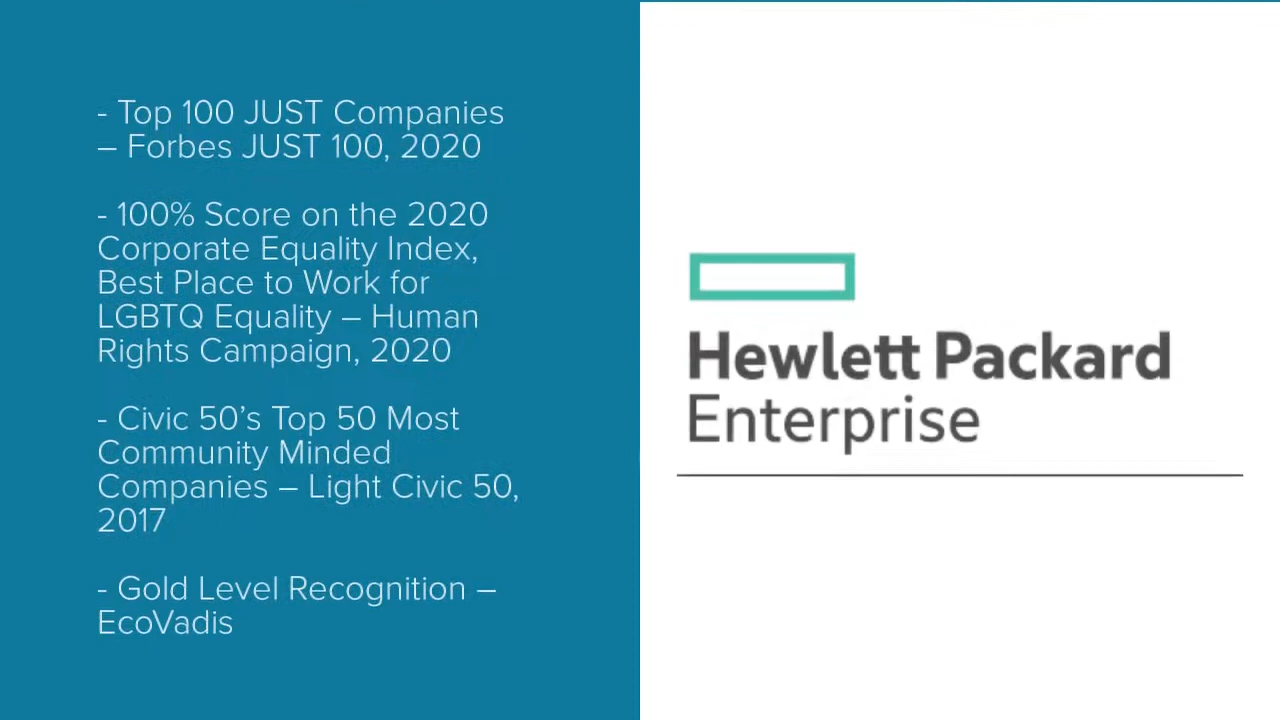 - Top 100 JUST Companies
– Forbes JUST 100, 2020
- 100% Score on the 2020
Corporate Equality Index,
Best Place to Work for
LGBTQ Equality – Human
Rights Campaign, 2020
- Civic 50’s Top 50 Most
Community Minded
Companies – Light Civic 50,
2017
- Gold Level Recognition –
EcoVadis
Hewlett Packard
Enterprise